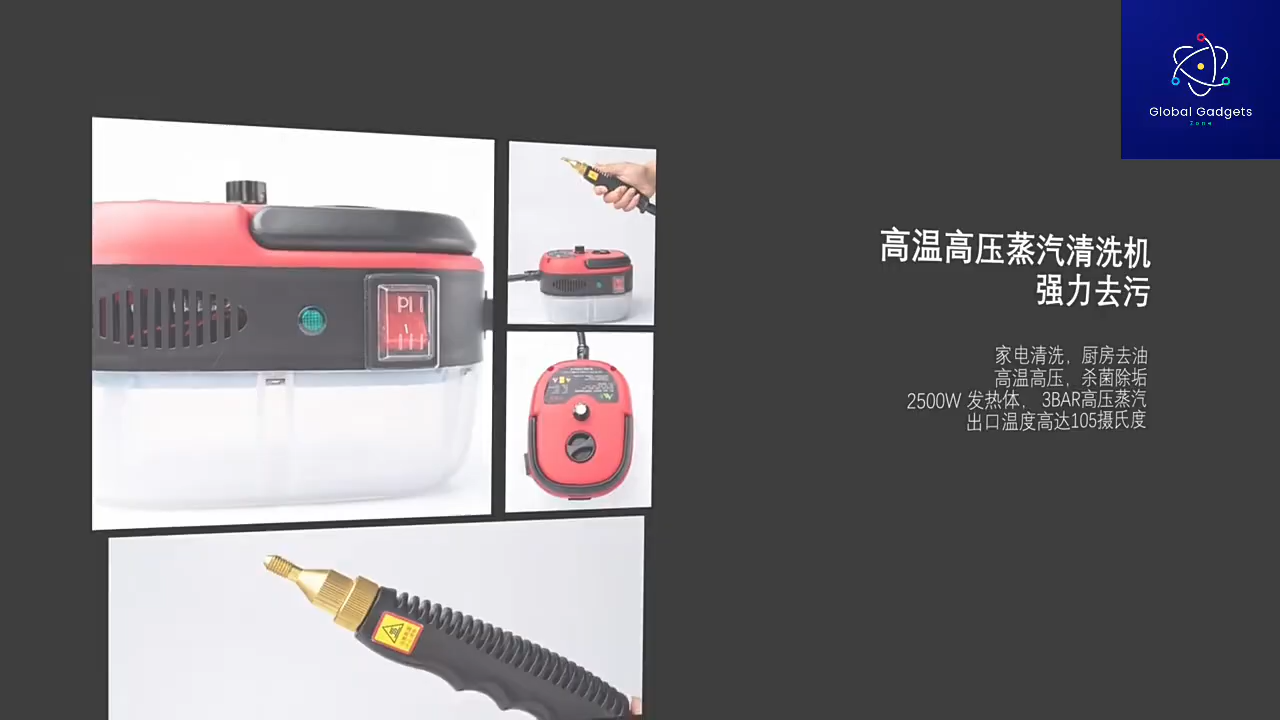 Global Gadgets
Zone
高温高压蒸汽清洗机
强力去污
家电清洗，厨房去油
高温高压，杀菌除垢
2500W 发热体， 3BAR高压蒸汽
出口温度高达105摄氏度